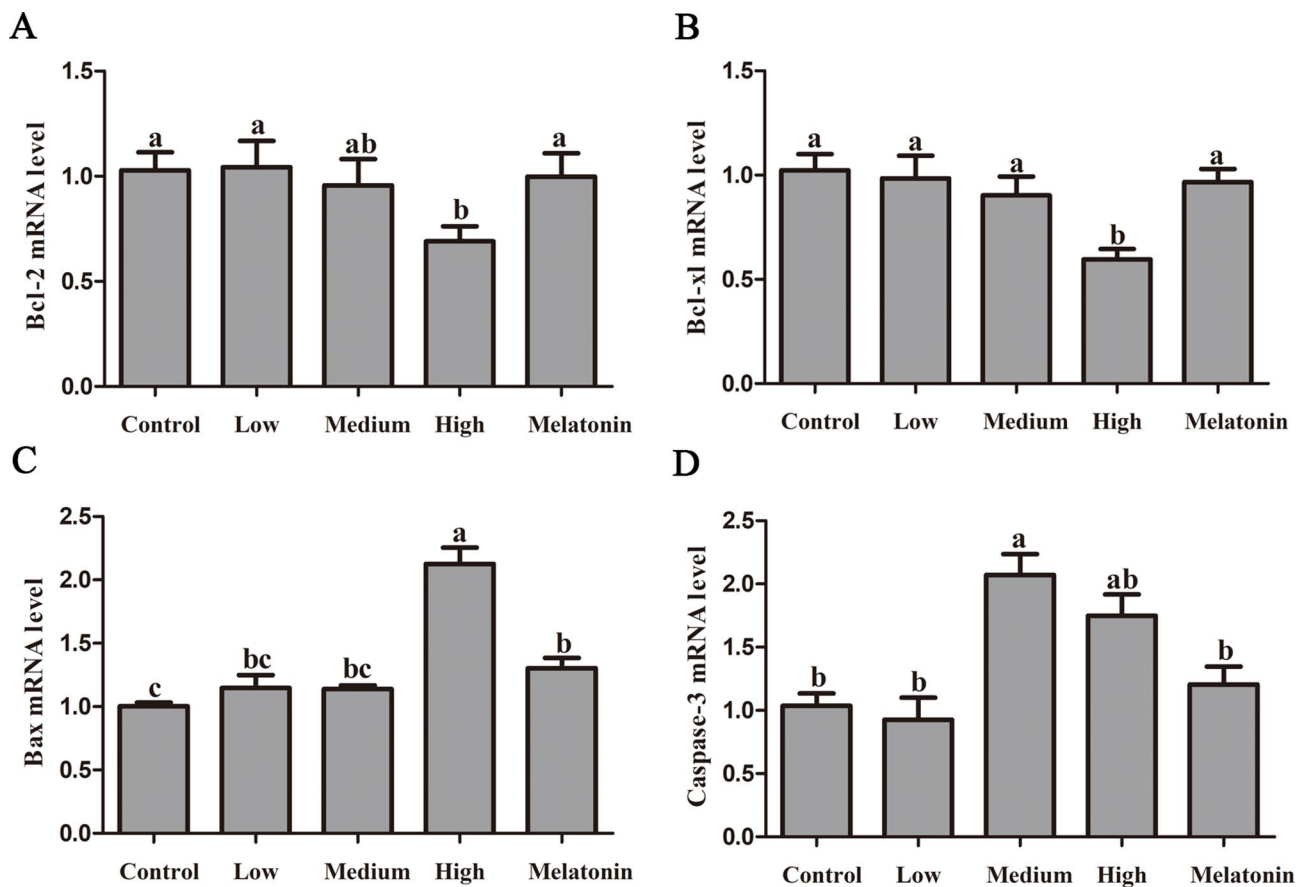 A
Bcl-2 mRNA level
1.5
1.0
0.5
0.0
a
a
ab
b
a
Control Low Medium High Melatonin
B
Bcl-xl mRNA level
1.5
1.0
0.5
0.0
a
a
a
b
a
Control Low Medium High Melatonin
C
Bax mRNA level
2.5
2.0
1.5
1.0
0.5
0.0
c
bc
bc
a
b
Control Low Medium High Melatonin
D
Caspase-3 mRNA level
2.5
2.0
1.5
1.0
0.5
0.0
b
b
a
ab
b
Control Low Medium High Melatonin